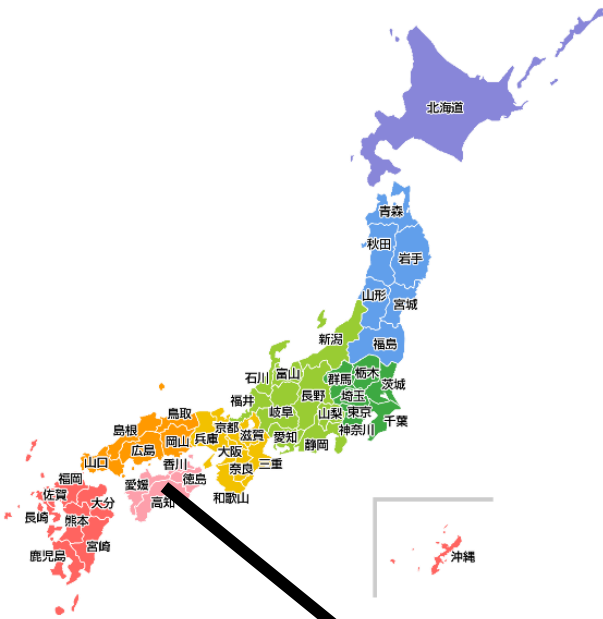 北海道
青森
秋田
岩手
山形
宮城
新潟
福島
石川
富山
群馬
栃木
茨城
福井
長野
埼玉
岐阜
山梨
東京
千葉
神奈川
愛知
静岡
鳥取
島根
岡山
兵庫
京都
滋賀
広島
大阪
山口
香川
奈良
三重
愛媛
徳島
和歌山
高知
福岡
佐賀
大分
長崎
熊本
宮崎
鹿児島
沖縄